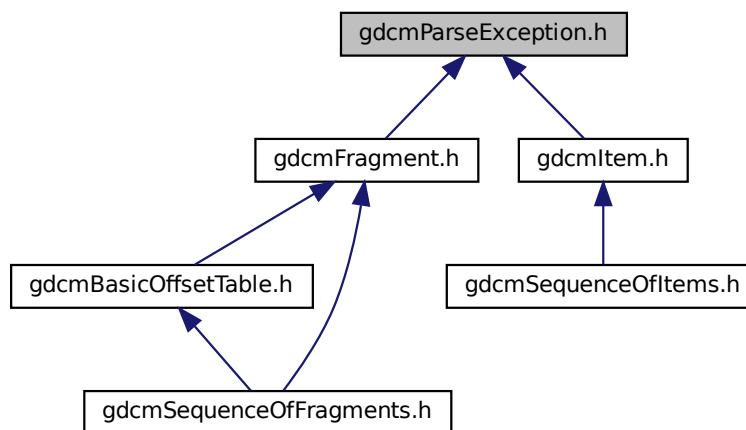 gdcmParseException.h
gdcmFragment.h
gdcmItem.h
gdcmBasicOffsetTable.h
gdcmSequenceOfItems.h
gdcmSequenceOfFragments.h